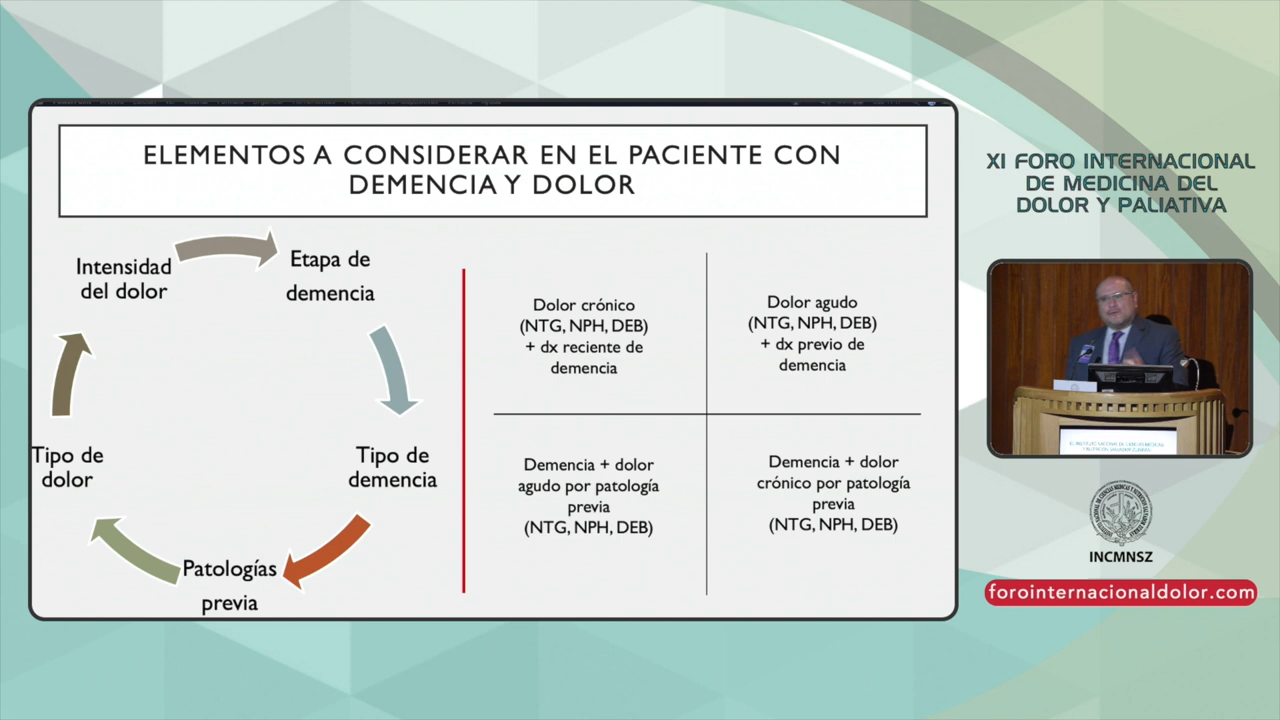 ELEMENTOS A CONSIDERAR EN EL PACIENTE CON
DEMENCIA Y DOLOR
Intensidad
del dolor
Etapa de
demencia
Tipo de
demencia
Patologías
previa
Tipo de
dolor
Dolor crónico
(NTG, NPH, DEB)
+ dx reciente de
demencia
Dolor agudo
(NTG, NPH, DEB)
+ dx previo de
demencia
Demencia + dolor
agudo por patología
previa
(NTG, NPH, DEB)
Demencia + dolor
crónico por patología
previa
(NTG, NPH, DEB)
XI FORO INTERNACIONAL
DE MEDICINA DEL
DOLOR Y PALIATIVA
INCMNSZ
forointernacionaldolor.com